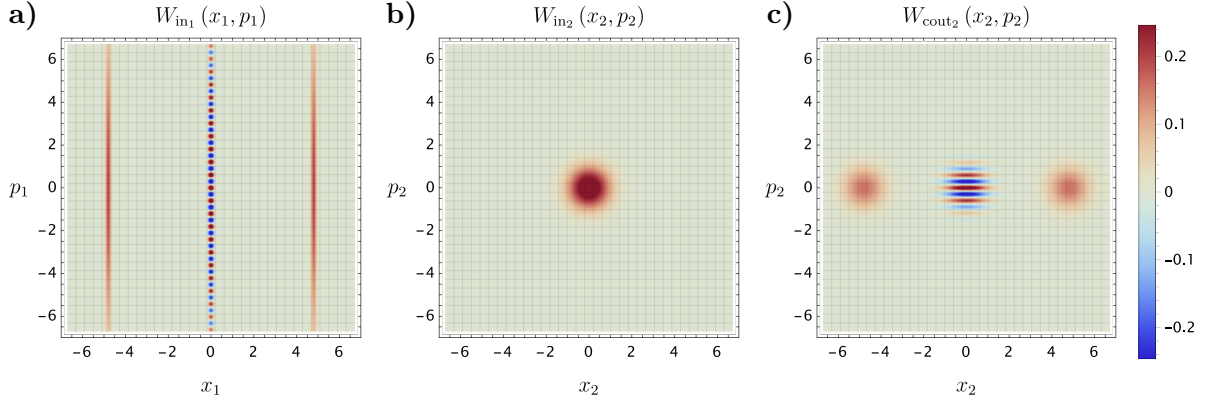 a) W_in₁ (x₁, p₁)
b) W_in₂ (x₂, p₂)
c) W_cout₂ (x₂, p₂)
6
4
2
p₁ 0
−2
−4
−6
−6 −4 −2 0 2 4 6
x₁
6
4
2
p₂ 0
−2
−4
−6
−6 −4 −2 0 2 4 6
x₂
6
4
2
p₂ 0
−2
−4
−6
−6 −4 −2 0 2 4 6
x₂
0.2
0.1
0
-0.1
-0.2